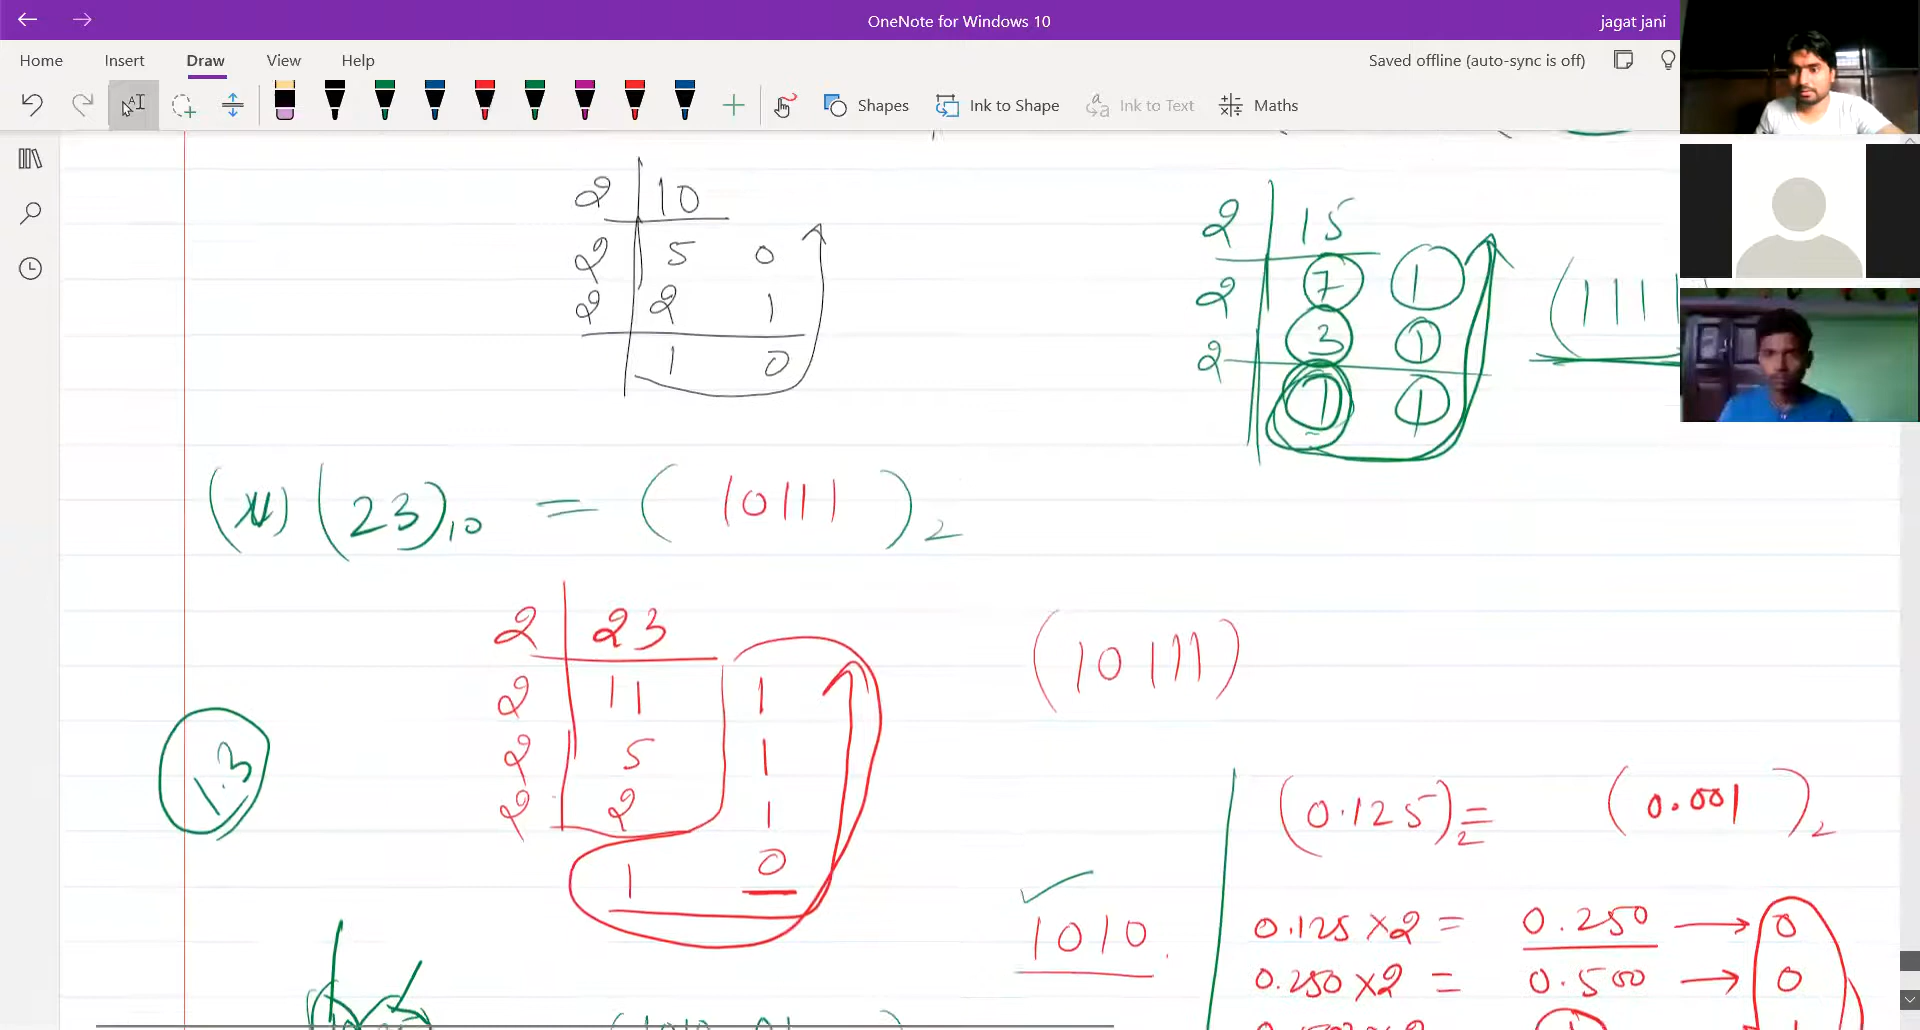 OneNote for Windows 10
jagat jani
Home Insert Draw View Help
Saved offline (auto-sync is off)
Shapes Ink to Shape Ink to Text Maths
2 10
2 5 0
2 2 1
1 0
2 15
2 7 1
2 3 1
1 1
(1111
(23)10 = (10111)2
2 23
2 11 1
2 5 1
2 2 1
1 0
(10111)
1.3
(0.125)2 = (0.001)2
1010.
0.125 x 2 = 0.250 → 0
0.250 x 2 = 0.500 → 0